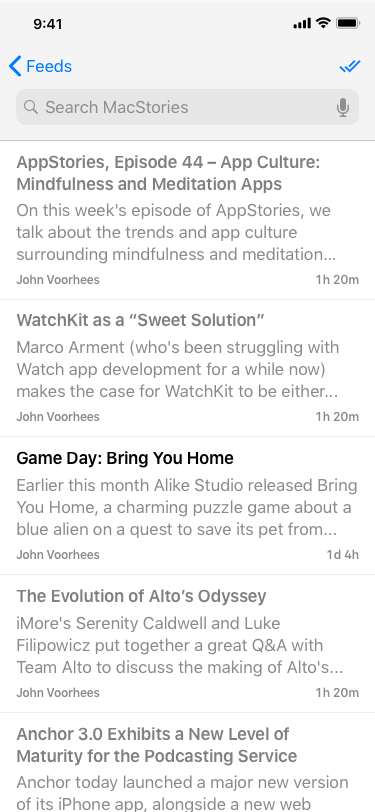 9:41
Feeds
Search MacStories
AppStories, Episode 44 – App Culture:
Mindfulness and Meditation Apps
On this week's episode of AppStories, we
talk about the trends and app culture
surrounding mindfulness and meditation...
John Voorhees 1h 20m
WatchKit as a “Sweet Solution”
Marco Arment (who's been struggling with
Watch app development for a while now)
makes the case for WatchKit to be either...
John Voorhees 1h 20m
Game Day: Bring You Home
Earlier this month Alike Studio released Bring
You Home, a charming puzzle game about a
blue alien on a quest to save its pet from...
John Voorhees 1d 4h
The Evolution of Alto’s Odyssey
iMore's Serenity Caldwell and Luke
Filipowicz put together a great Q&A with
Team Alto to discuss the making of Alto's...
John Voorhees 1h 20m
Anchor 3.0 Exhibits a New Level of
Maturity for the Podcasting Service
Anchor today launched a major new version
of its iPhone app, alongside a new web